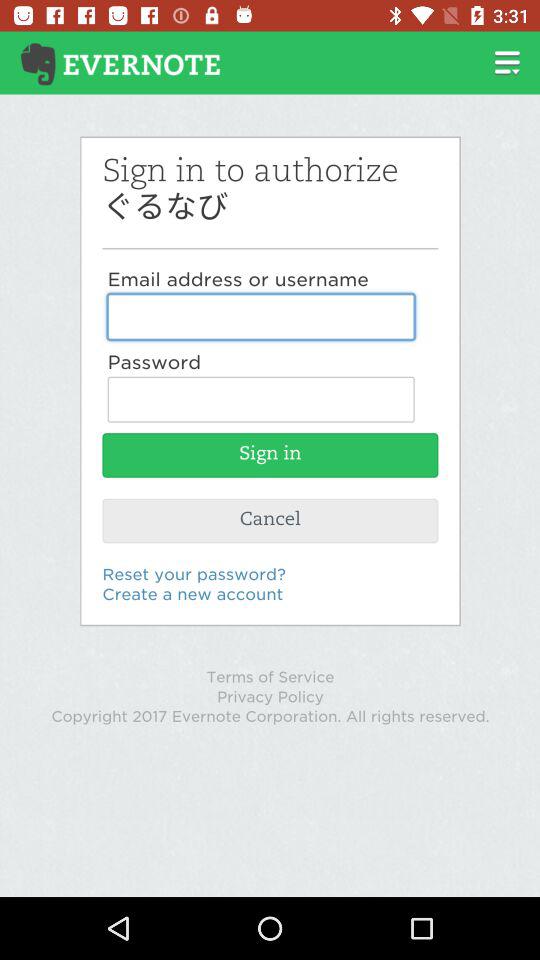 3:31
EVERNOTE
Sign in to authorize
ぐるなび
Email address or username
Password
Sign in
Cancel
Reset your password?
Create a new account
Terms of Service
Privacy Policy
Copyright 2017 Evernote Corporation. All rights reserved.